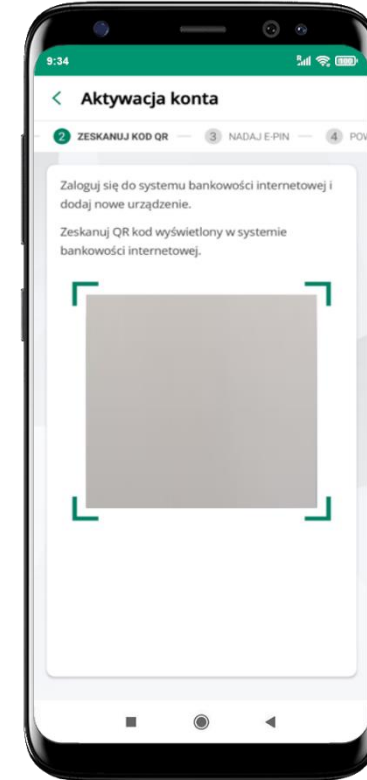 9:34
Aktywacja konta
2 ZESKANUJ KOD QR 3 NADAJ E-PIN 4 POW
Zaloguj się do systemu bankowości internetowej i
dodaj nowe urządzenie.
Zeskanuj QR kod wyświetlony w systemie
bankowości internetowej.